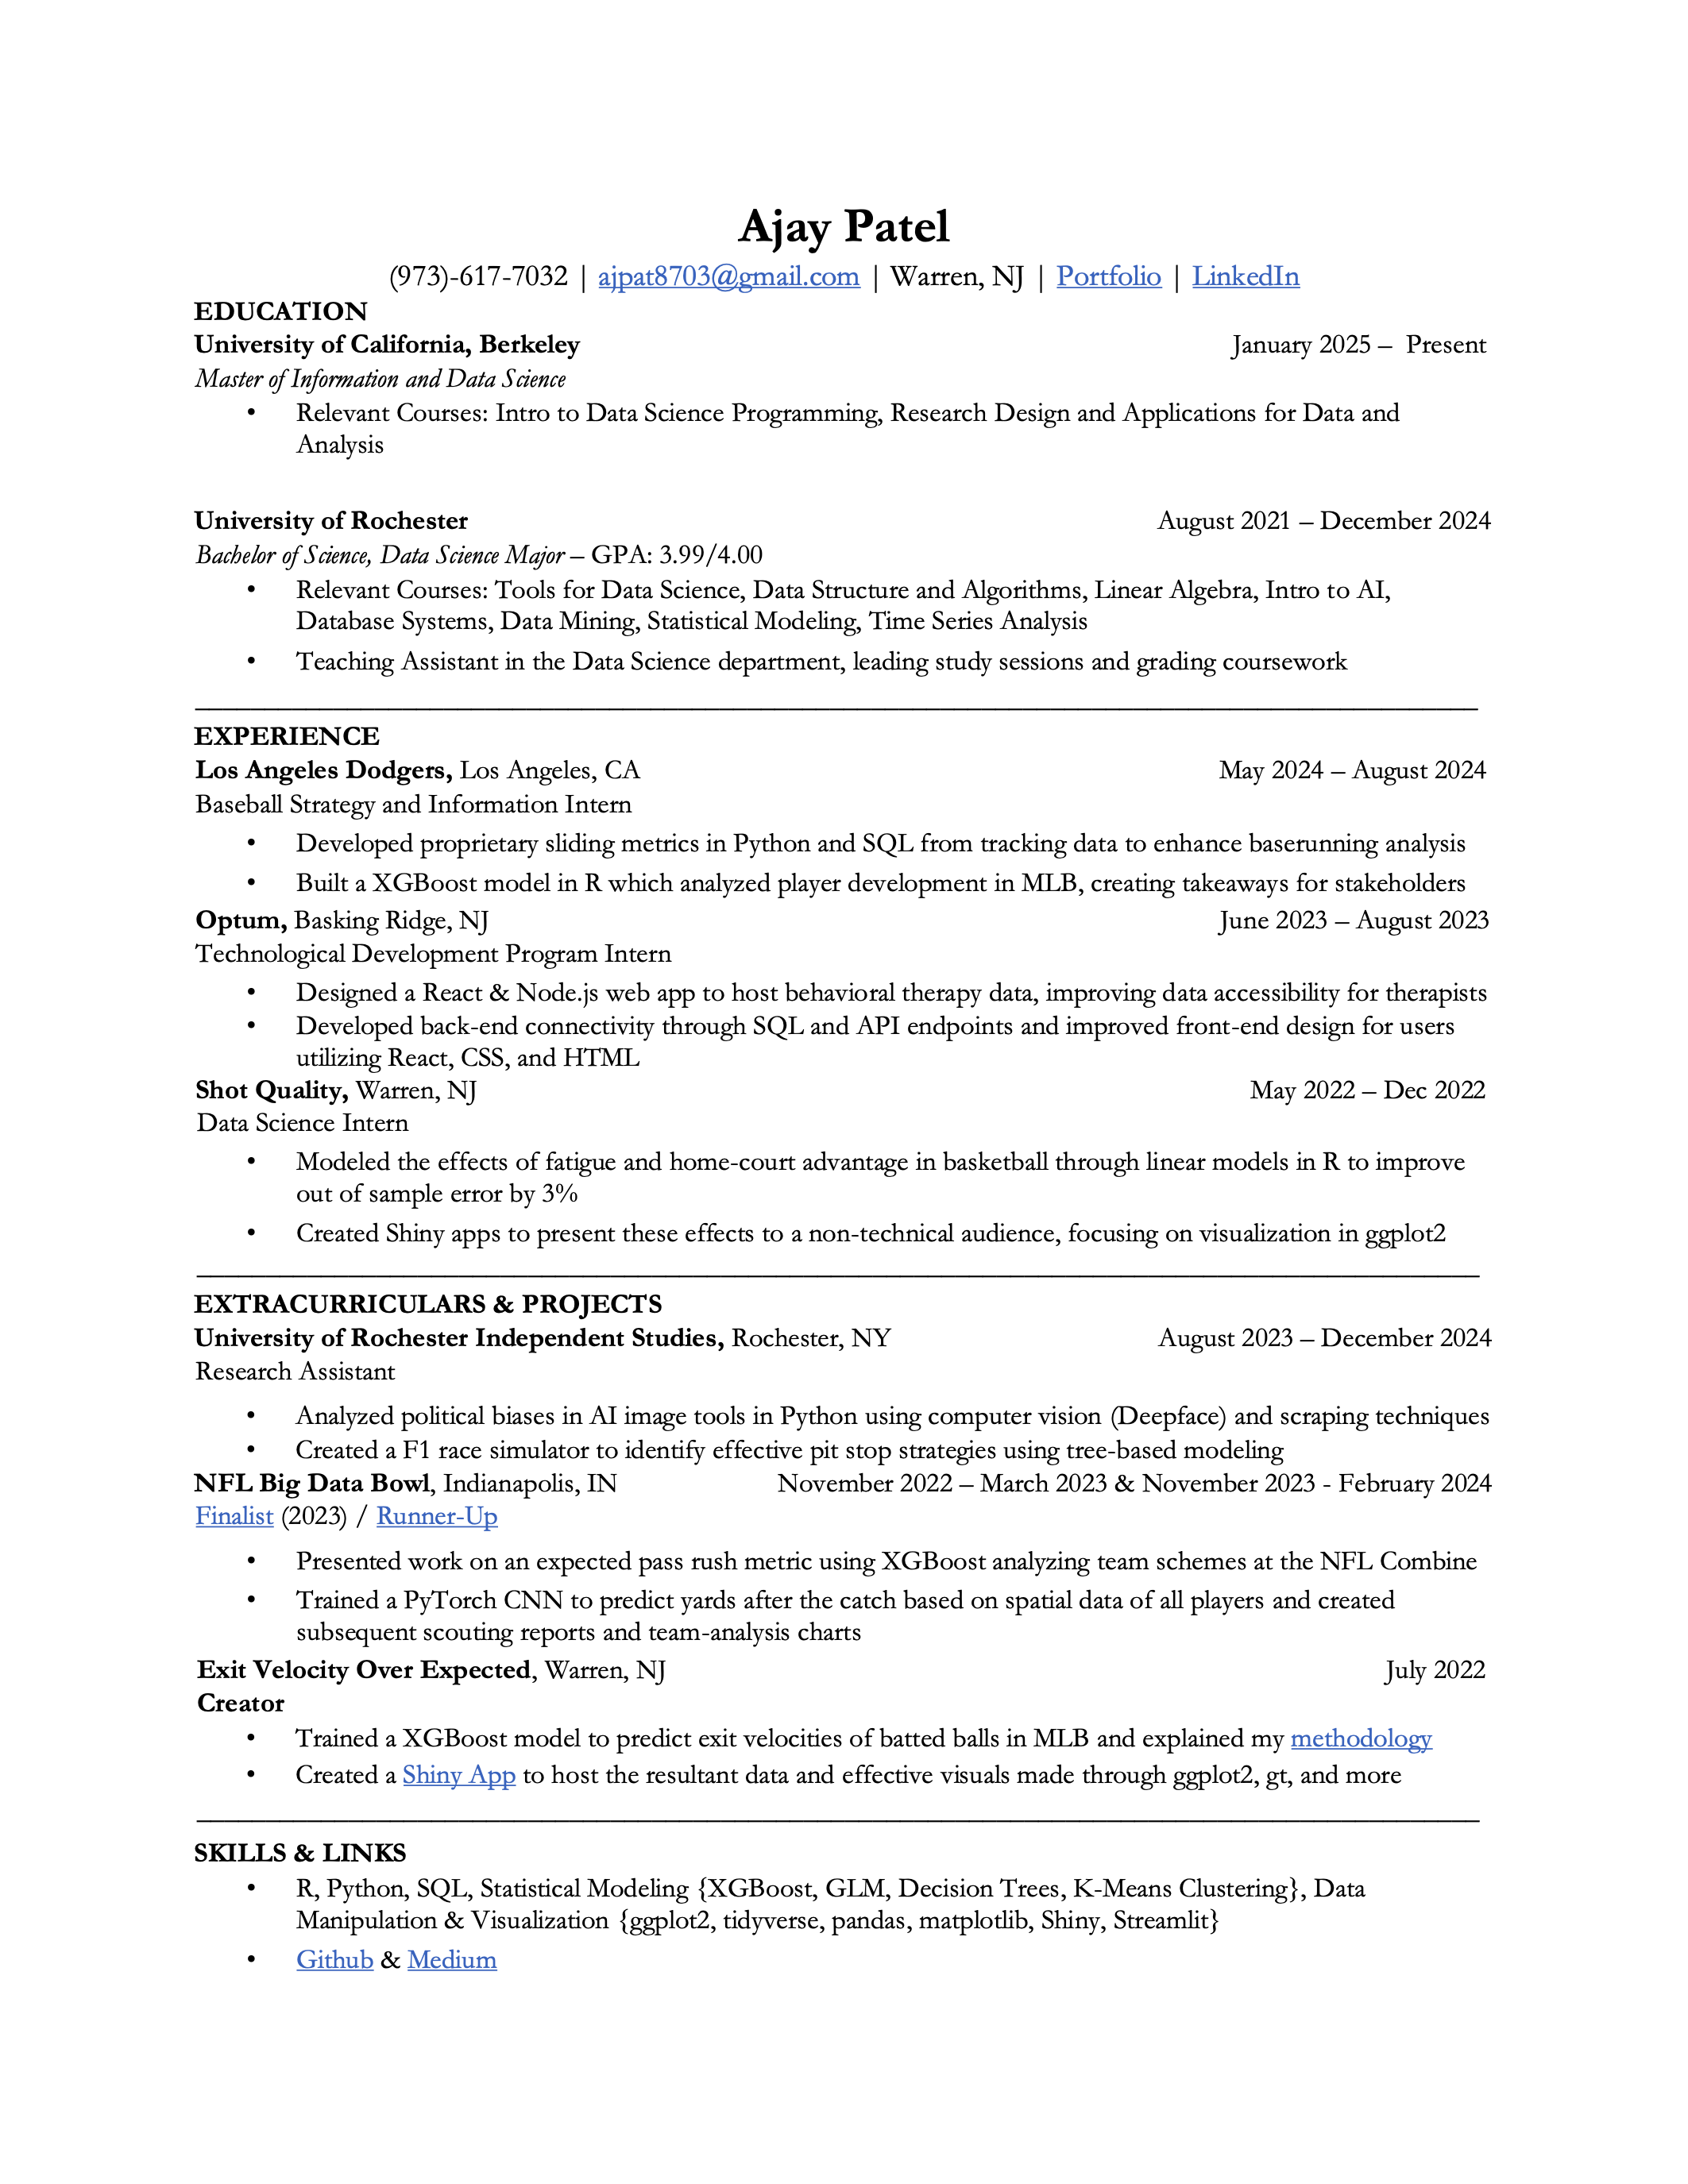 Ajay Patel
(973)-617-7032 | ajpat8703@gmail.com | Warren, NJ | Portfolio | LinkedIn
EDUCATION
University of California, Berkeley January 2025 – Present
Master of Information and Data Science
• Relevant Courses: Intro to Data Science Programming, Research Design and Applications for Data and
Analysis
University of Rochester August 2021 – December 2024
Bachelor of Science, Data Science Major – GPA: 3.99/4.00
• Relevant Courses: Tools for Data Science, Data Structure and Algorithms, Linear Algebra, Intro to AI,
Database Systems, Data Mining, Statistical Modeling, Time Series Analysis
• Teaching Assistant in the Data Science department, leading study sessions and grading coursework
EXPERIENCE
Los Angeles Dodgers, Los Angeles, CA May 2024 – August 2024
Baseball Strategy and Information Intern
• Developed proprietary sliding metrics in Python and SQL from tracking data to enhance baserunning analysis
• Built a XGBoost model in R which analyzed player development in MLB, creating takeaways for stakeholders
Optum, Basking Ridge, NJ June 2023 – August 2023
Technological Development Program Intern
• Designed a React & Node.js web app to host behavioral therapy data, improving data accessibility for therapists
• Developed back-end connectivity through SQL and API endpoints and improved front-end design for users
utilizing React, CSS, and HTML
Shot Quality, Warren, NJ May 2022 – Dec 2022
Data Science Intern
• Modeled the effects of fatigue and home-court advantage in basketball through linear models in R to improve
out of sample error by 3%
• Created Shiny apps to present these effects to a non-technical audience, focusing on visualization in ggplot2
EXTRACURRICULARS & PROJECTS
University of Rochester Independent Studies, Rochester, NY August 2023 – December 2024
Research Assistant
• Analyzed political biases in AI image tools in Python using computer vision (Deepface) and scraping techniques
• Created a F1 race simulator to identify effective pit stop strategies using tree-based modeling
NFL Big Data Bowl, Indianapolis, IN November 2022 – March 2023 & November 2023 - February 2024
Finalist (2023) / Runner-Up
• Presented work on an expected pass rush metric using XGBoost analyzing team schemes at the NFL Combine
• Trained a PyTorch CNN to predict yards after the catch based on spatial data of all players and created
subsequent scouting reports and team-analysis charts
Exit Velocity Over Expected, Warren, NJ July 2022
Creator
• Trained a XGBoost model to predict exit velocities of batted balls in MLB and explained my methodology
• Created a Shiny App to host the resultant data and effective visuals made through ggplot2, gt, and more
SKILLS & LINKS
• R, Python, SQL, Statistical Modeling {XGBoost, GLM, Decision Trees, K-Means Clustering}, Data
Manipulation & Visualization {ggplot2, tidyverse, pandas, matplotlib, Shiny, Streamlit}
• Github & Medium